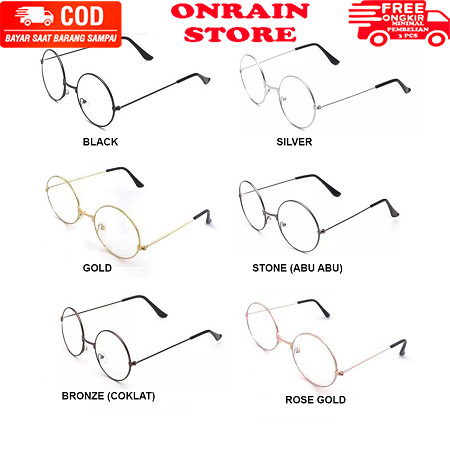 COD
BAYAR SAAT BARANG SAMPAI
ONRAIN
STORE
FREE
ONGKIR
MINIMAL
PEMBELIAN
3 PCS
BLACK
SILVER
GOLD
STONE (ABU ABU)
BRONZE (COKLAT)
ROSE GOLD